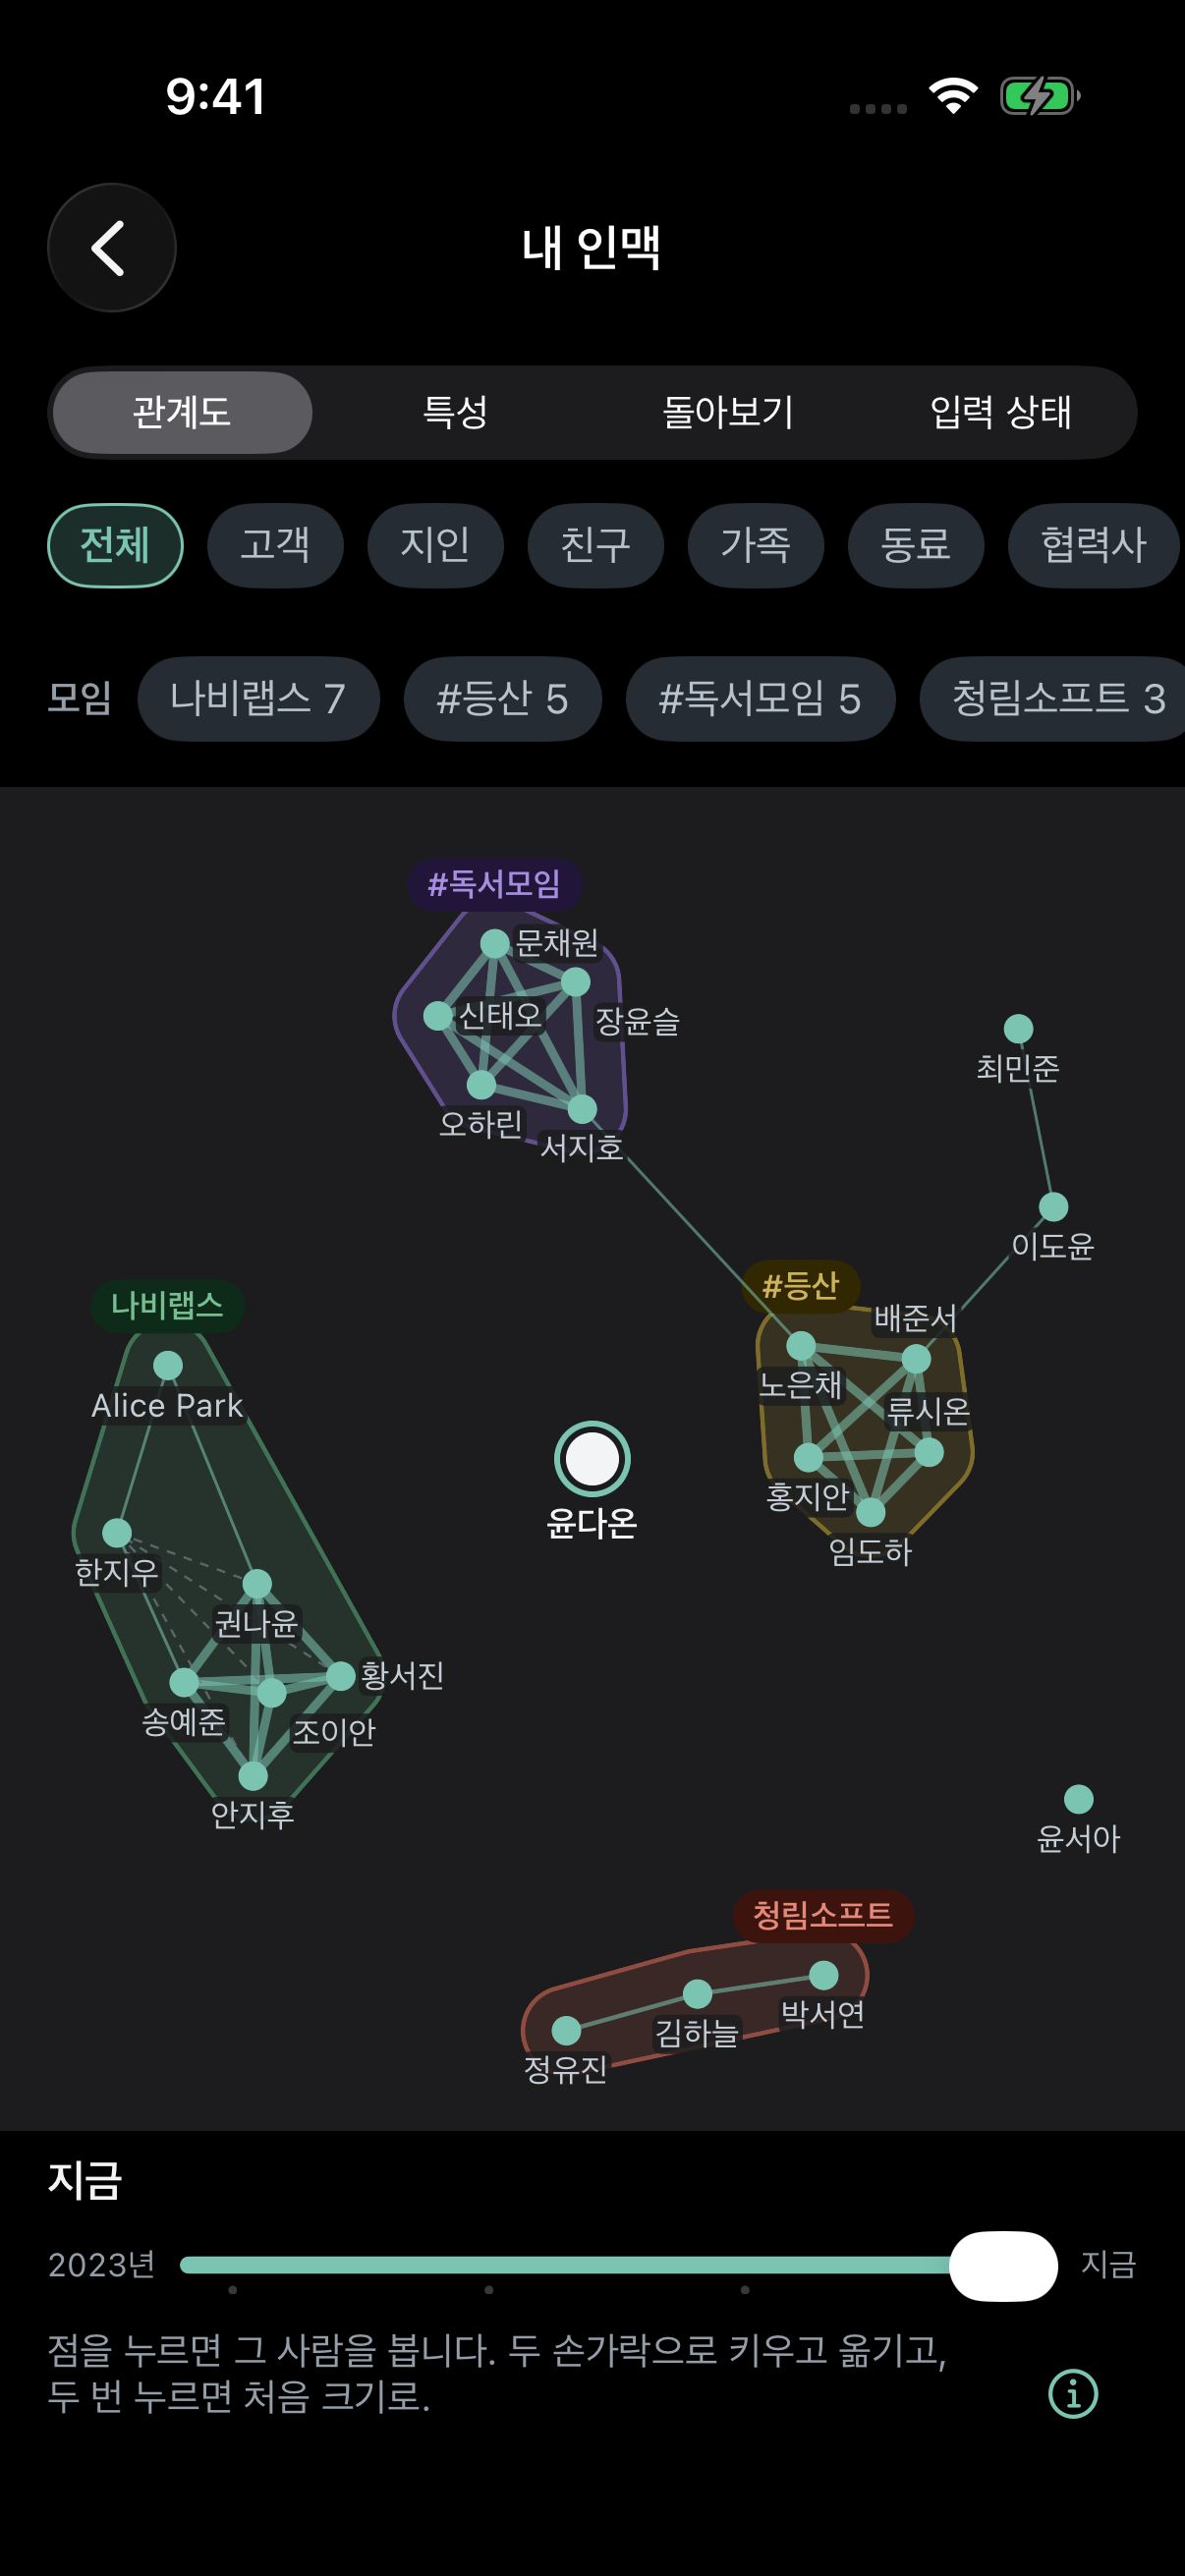 9:41
내 인맥
관계도 특성 돌아보기 입력 상태
전체 고객 지인 친구 가족 동료 협력사
모임 나비랩스 7 #등산 5 #독서모임 5 청림소프트 3
#독서모임
문채원
신태오
장윤슬
최민준
오하린
서지호
이도윤
#등산
나비랩스
배준서
노은채
Alice Park
류시온
홍지안
윤다온
임도하
한지우
권나윤
황서진
송예준
조이안
안지후
윤서아
청림소프트
박서연
김하늘
정유진
지금
2023년 지금
점을 누르면 그 사람을 봅니다. 두 손가락으로 키우고 옮기고,
두 번 누르면 처음 크기로.